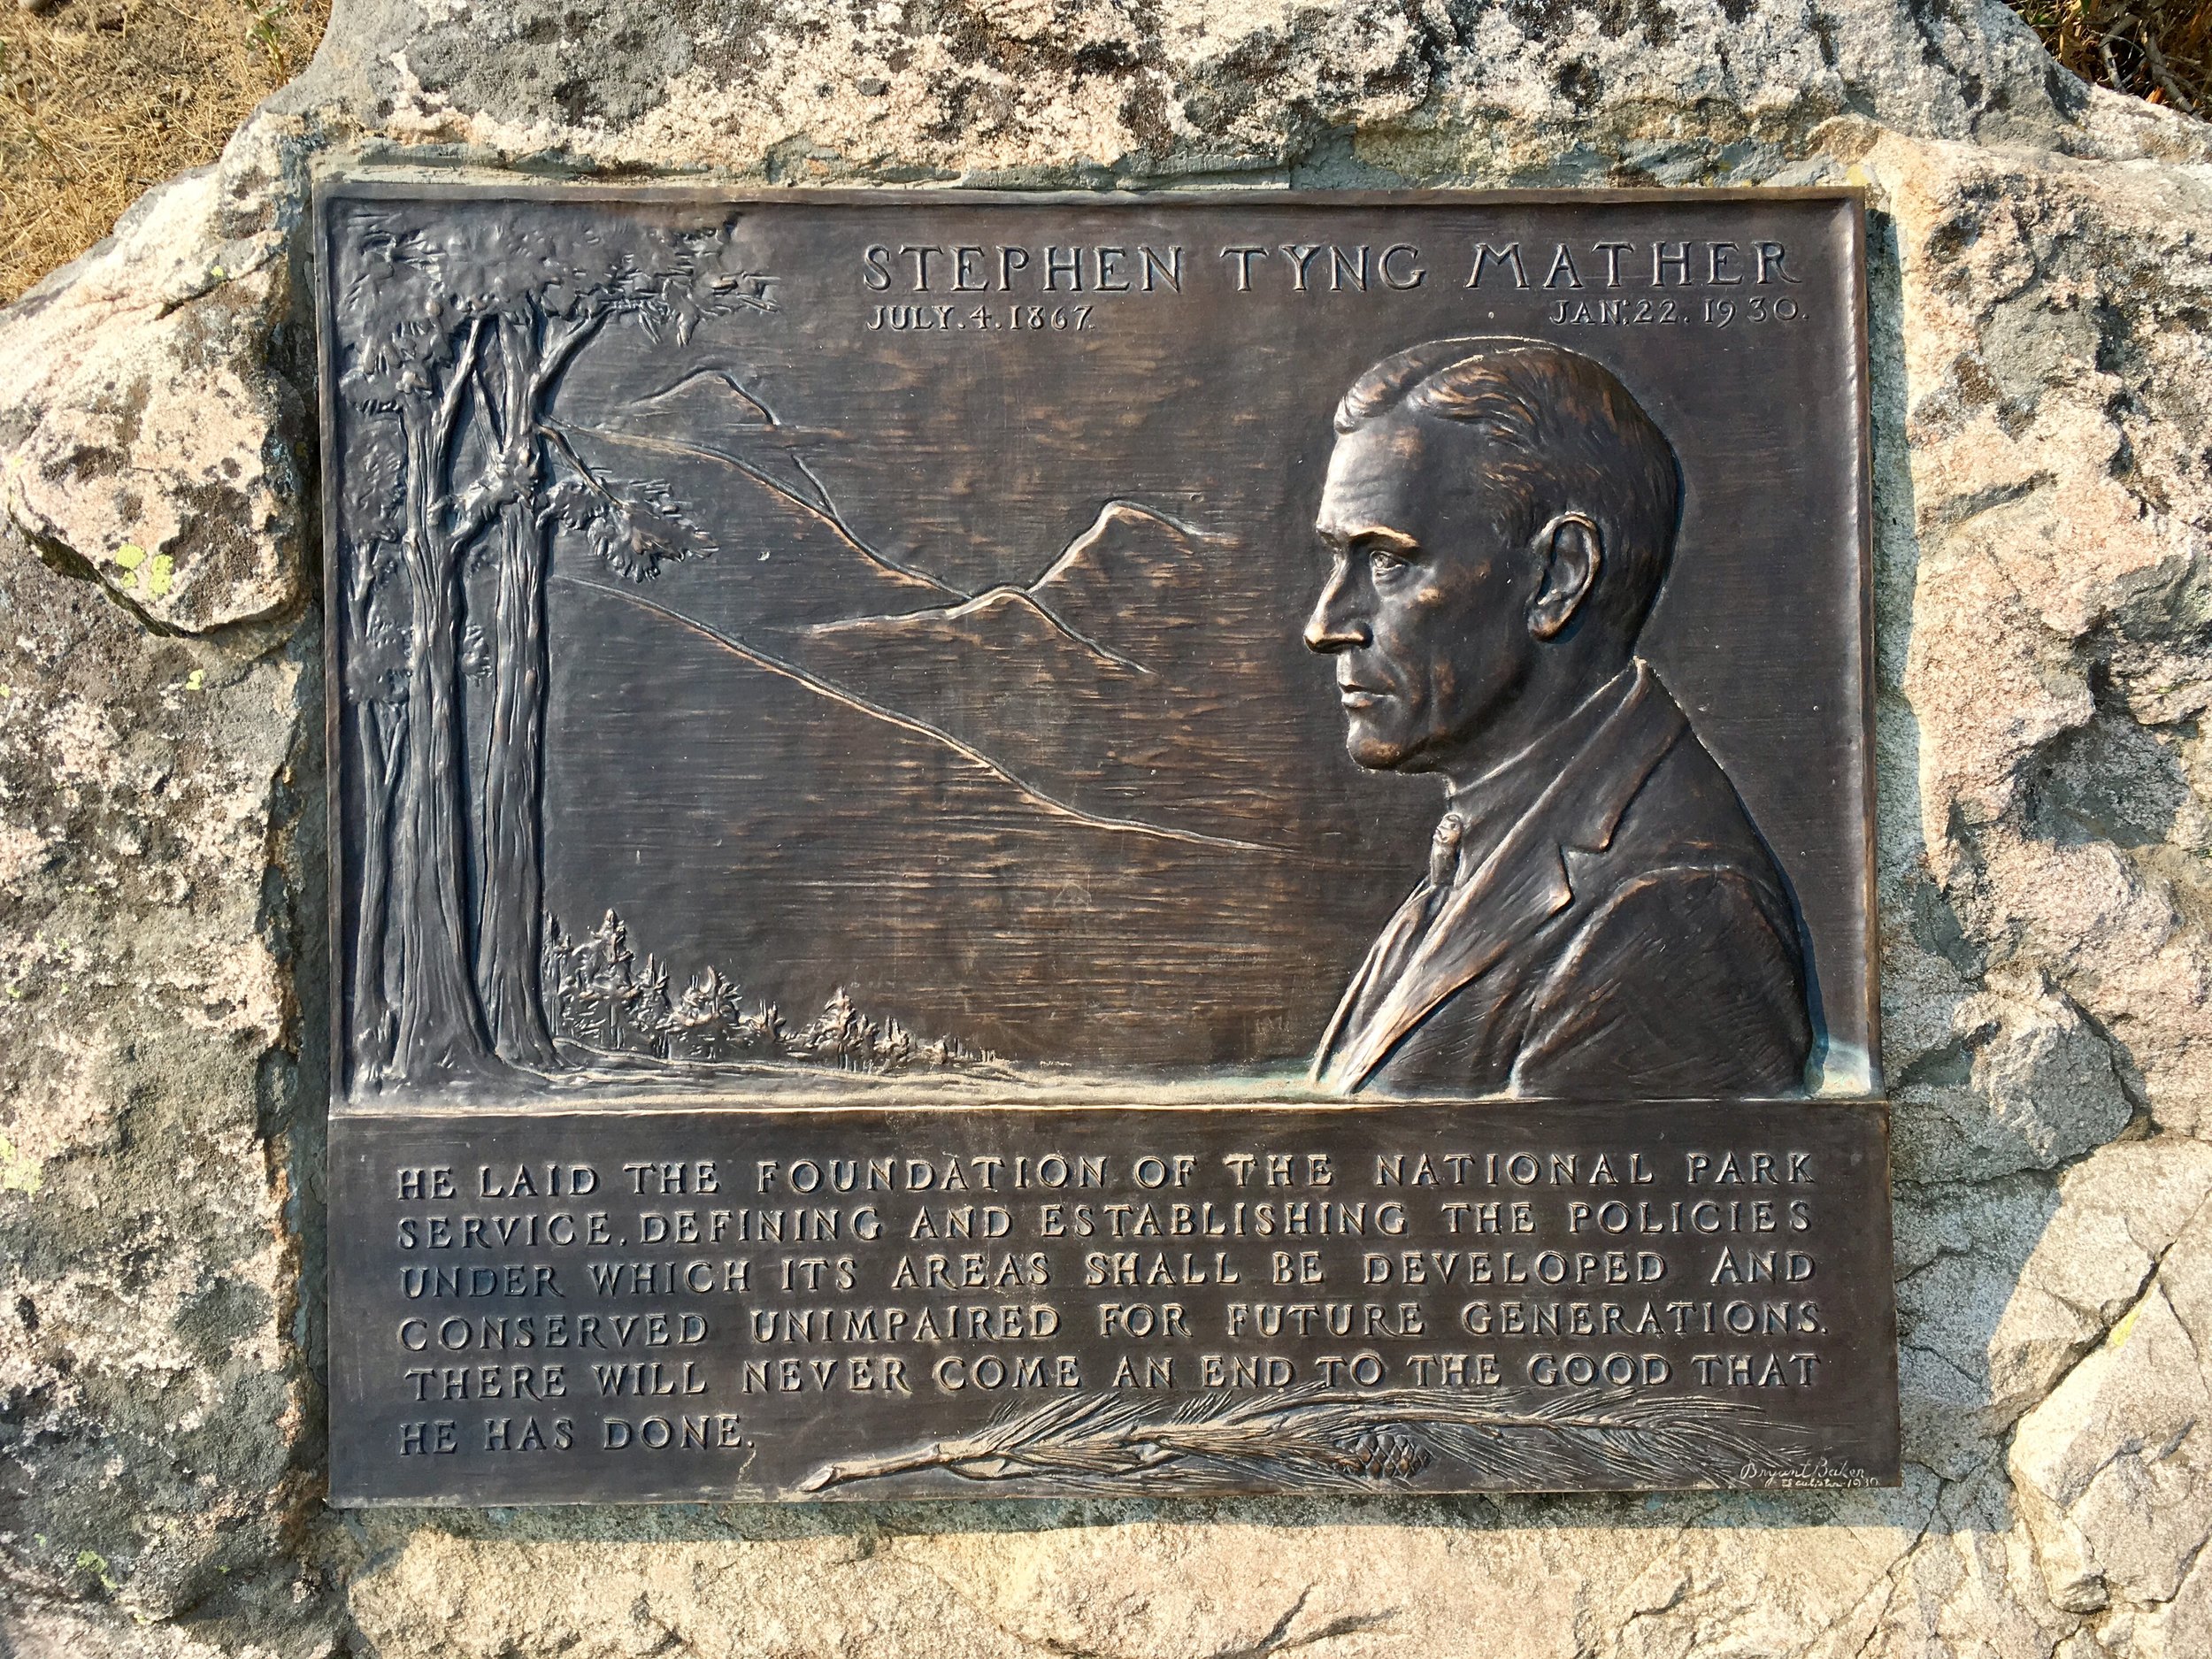 STEPHEN TYNG MATHER
JULY.4.1867. JAN.22.1930.
HE LAID THE FOUNDATION OF THE NATIONAL PARK
SERVICE, DEFINING AND ESTABLISHING THE POLICIES
UNDER WHICH ITS AREAS SHALL BE DEVELOPED AND
CONSERVED UNIMPAIRED FOR FUTURE GENERATIONS.
THERE WILL NEVER COME AN END TO THE GOOD THAT
HE HAS DONE.
Bryant Baker
Sculptor 1930